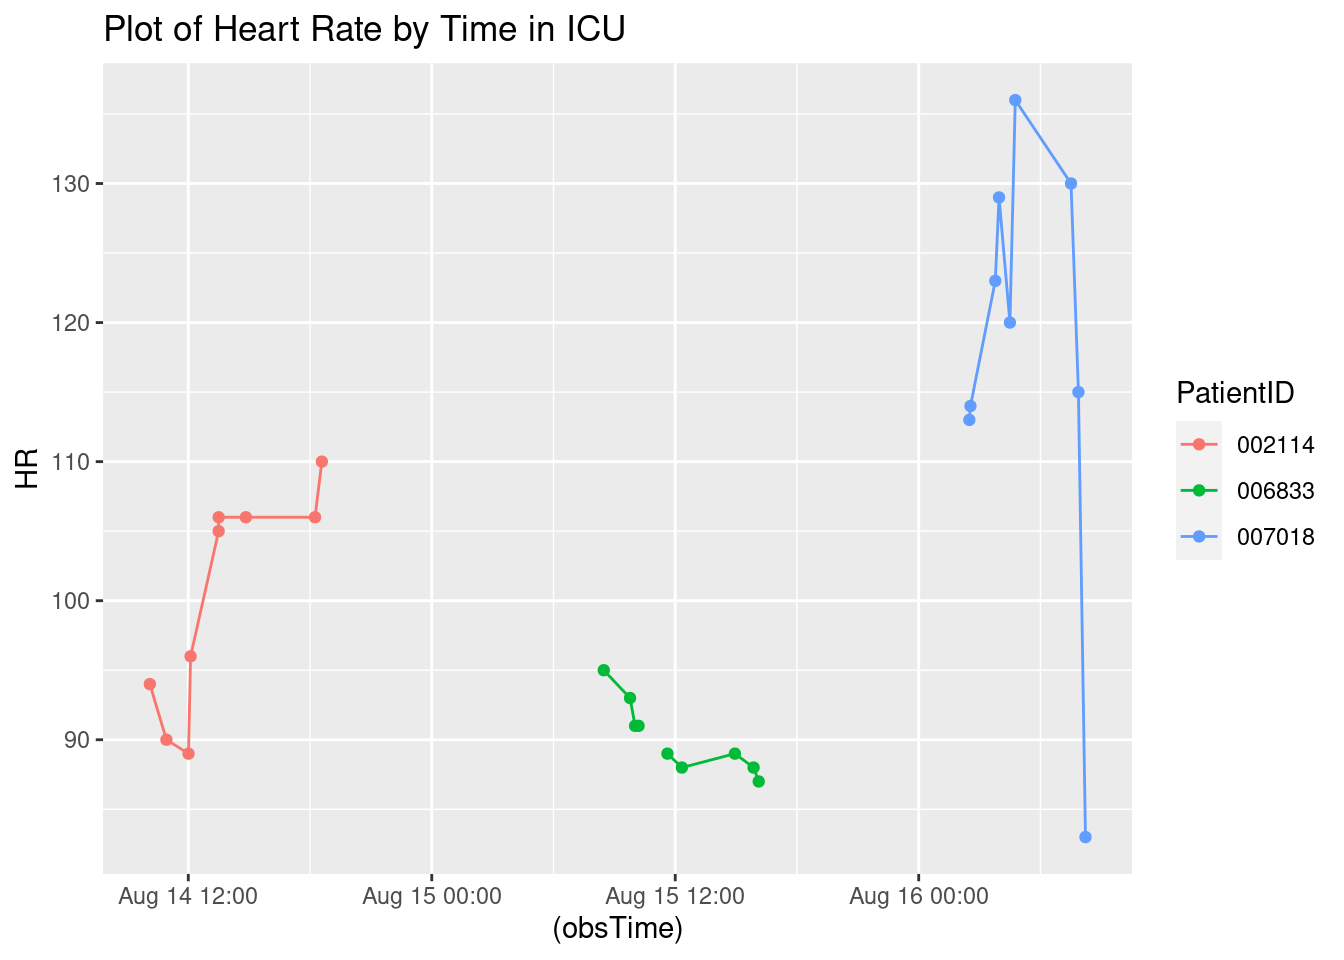 Plot of Heart Rate by Time in ICU
130
120
110
100
90
HR
Aug 14 12:00
Aug 15 00:00
Aug 15 12:00
Aug 16 00:00
(obsTime)
PatientID
002114
006833
007018